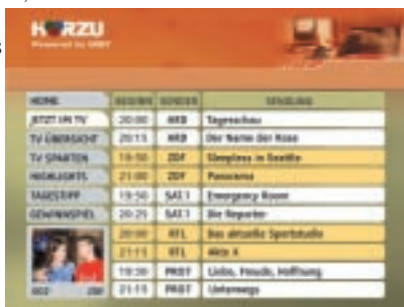 HÖRZU
Powered by
HOME BEGINN SENDER SENDUNG
JETZT IM TV 20:00 ARD Tagesschau
TV ÜBERSICHT 20:15 ARD Der Name der Rose
TV SPARTEN 19:50 ZDF Sleepless in Seattle
HIGHLIGHTS 21:00 ZDF Panorama
TAGESTIPP 19:50 SAT.1 Emergency Room
GEWINNSPIEL 20:25 SAT.1 Die Reporter
20:00 RTL Das aktuelle Sportstudio
21:15 RTL Akte X
19:30 PRO7 Liebe, Freude, Hoffnung
21:15 PRO7 Unterwegs